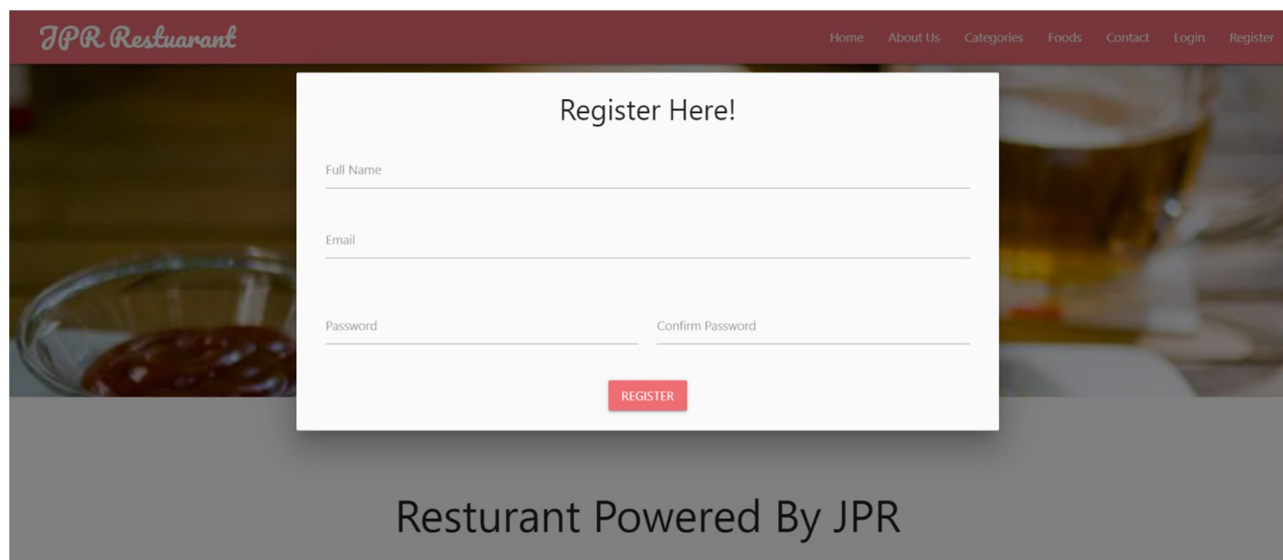 JPR Restuarant
Home About Us Categories Foods Contact Login Register
Register Here!
Full Name
Email
Password Confirm Password
REGISTER
Resturant Powered By JPR